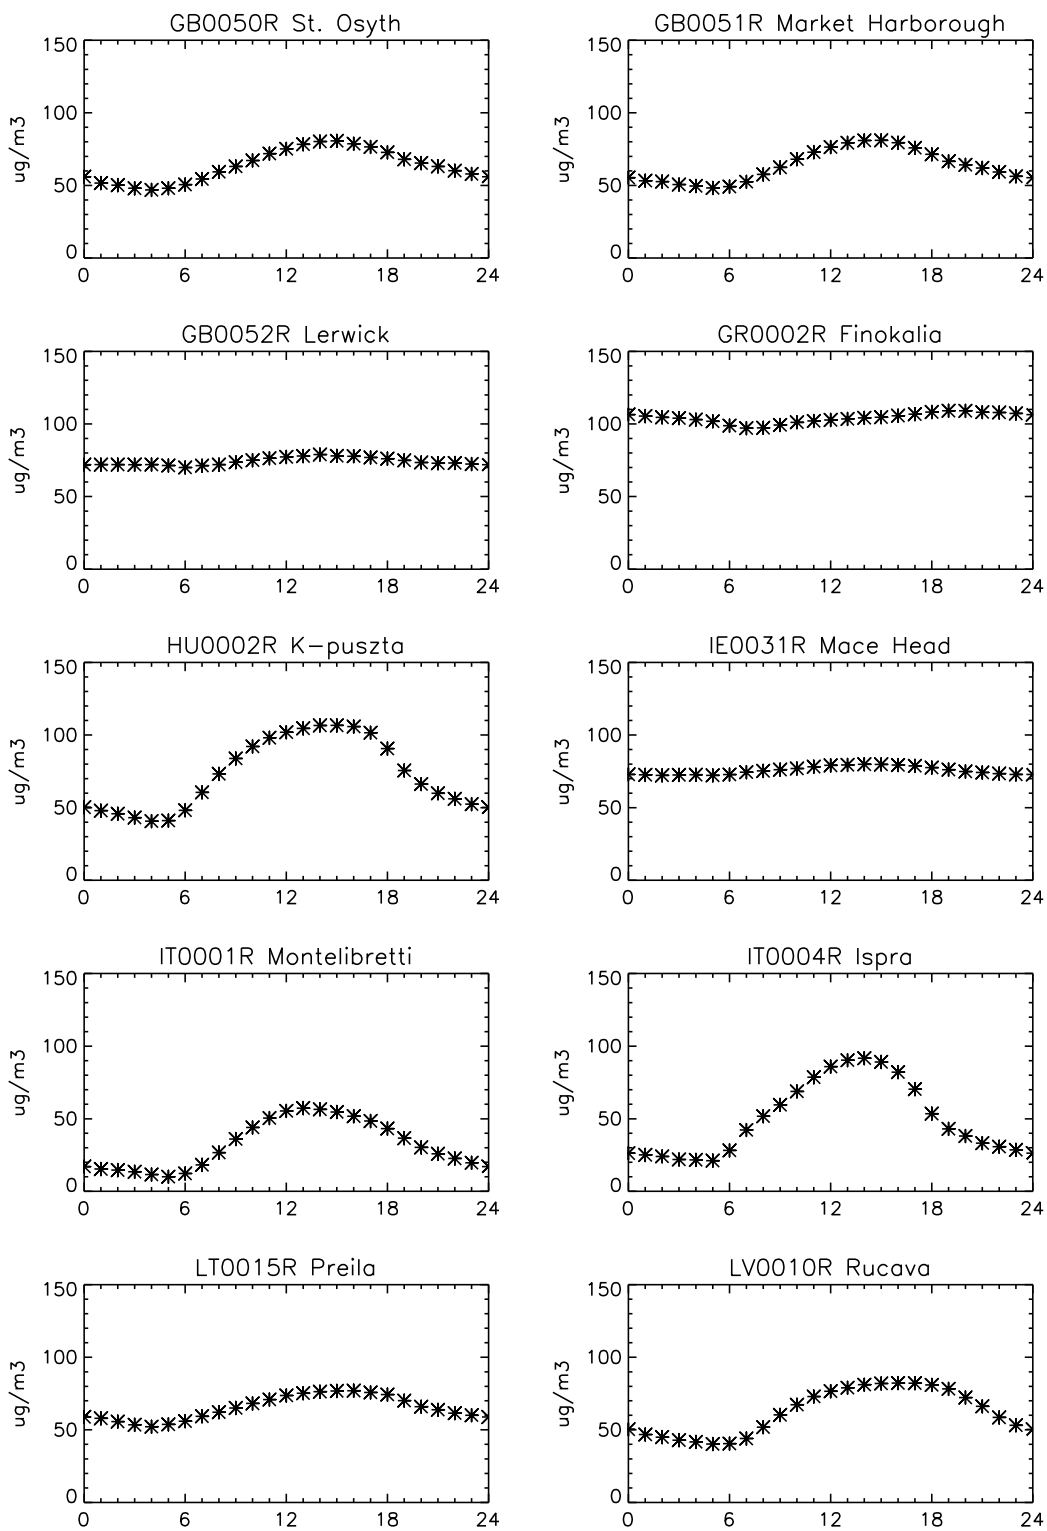 GB0050R St. Osyth
GB0051R Market Harborough
150
100
50
0
ug/m3
0 6 12 18 24
150
100
50
0
ug/m3
0 6 12 18 24
GB0052R Lerwick
GR0002R Finokalia
150
100
50
0
ug/m3
0 6 12 18 24
150
100
50
0
ug/m3
0 6 12 18 24
HU0002R K-puszta
IE0031R Mace Head
150
100
50
0
ug/m3
0 6 12 18 24
150
100
50
0
ug/m3
0 6 12 18 24
IT0001R Montelibretti
IT0004R Ispra
150
100
50
0
ug/m3
0 6 12 18 24
150
100
50
0
ug/m3
0 6 12 18 24
LT0015R Preila
LV0010R Rucava
150
100
50
0
ug/m3
0 6 12 18 24
150
100
50
0
ug/m3
0 6 12 18 24